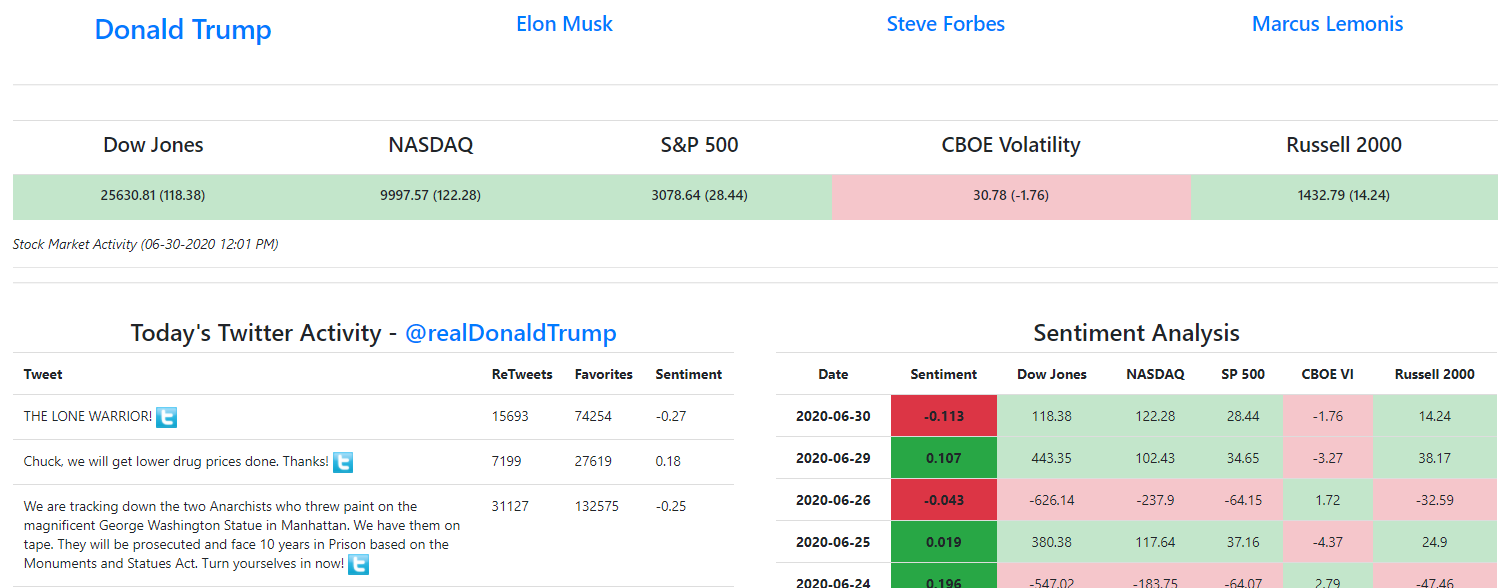 Donald Trump Elon Musk Steve Forbes Marcus Lemonis
Dow Jones NASDAQ S&P 500 CBOE Volatility Russell 2000
25630.81 (118.38) 9997.57 (122.28) 3078.64 (28.44) 30.78 (-1.76) 1432.79 (14.24)
Stock Market Activity (06-30-2020 12:01 PM)
Today's Twitter Activity - @realDonaldTrump
Tweet ReTweets Favorites Sentiment
THE LONE WARRIOR! 15693 74254 -0.27
Chuck, we will get lower drug prices done. Thanks! 7199 27619 0.18
We are tracking down the two Anarchists who threw paint on the 31127 132575 -0.25
magnificent George Washington Statue in Manhattan. We have them on
tape. They will be prosecuted and face 10 years in Prison based on the
Monuments and Statues Act. Turn yourselves in now!
Sentiment Analysis
Date Sentiment Dow Jones NASDAQ SP 500 CBOE VI Russell 2000
2020-06-30 -0.113 118.38 122.28 28.44 -1.76 14.24
2020-06-29 0.107 443.35 102.43 34.65 -3.27 38.17
2020-06-26 -0.043 -626.14 -237.9 -64.15 1.72 -32.59
2020-06-25 0.019 380.38 117.64 37.16 -4.37 24.9
2020-06-24 0.196 -547.02 -183.75 -64.07 2.79 -47.46